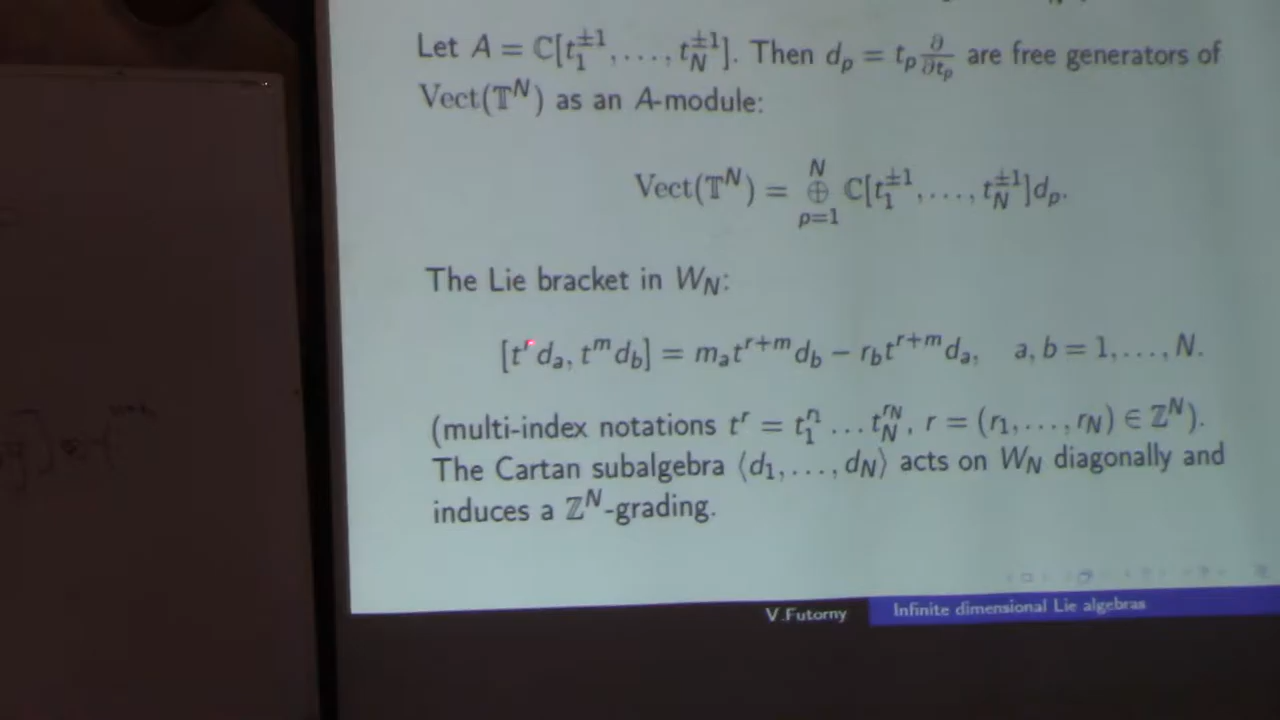 Let A = ℂ[t₁^{±1}, . . . , t_N^{±1}]. Then d_p = t_p ∂/∂t_p are free generators of
Vect(𝕋^N) as an A-module:
Vect(𝕋^N) = ⊕_{p=1}^{N} ℂ[t₁^{±1}, . . . , t_N^{±1}]d_p.
The Lie bracket in W_N:
[t^r d_a, t^m d_b] = m_a t^{r+m} d_b − r_b t^{r+m} d_a, a, b = 1, . . . , N.
(multi-index notations t^r = t₁^{r₁} . . . t_N^{r_N}, r = (r₁, . . . , r_N) ∈ ℤ^N).
The Cartan subalgebra ⟨d₁, . . . , d_N⟩ acts on W_N diagonally and
induces a ℤ^N-grading.
V.Futorny Infinite dimensional Lie algebras